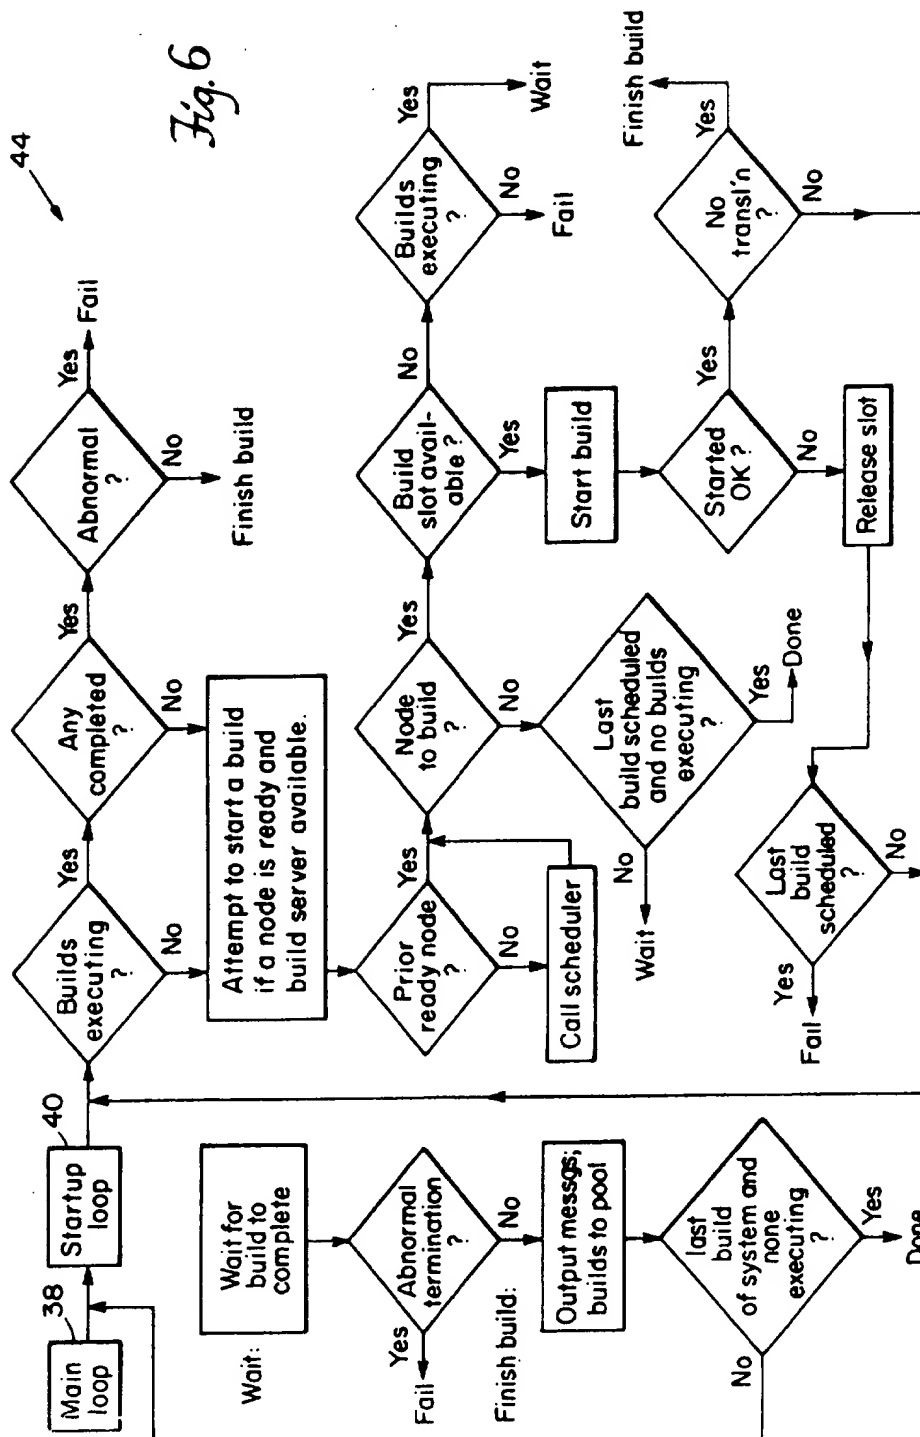 44
Fig. 6
Main
loop
38
Startup
loop
40
Builds
executing
?
Yes
No
Any
completed
?
Yes
No
Abnormal
?
Yes
Fail
No
Finish build
Attempt to start a build
if a node is ready and
build server available.
Prior
ready node
?
Yes
No
Call scheduler
Node
to build
?
Yes
No
Last
build scheduled
and no builds
executing
?
No
Wait
Yes
Done
Build
slot avail-
able ?
No
Yes
Builds
executing
?
Yes
Wait
No
Fail
Start build
Started
OK ?
Yes
No
No
transl'n
?
Yes
Finish build
No
Release slot
Last
build
scheduled
?
Yes
Fail
No
Wait:
Wait for
build to
complete
Abnormal
termination
?
Yes
Fail
No
Finish build:
Output messgs;
builds to pool
last
build
of system and
none
executing
?
No
Yes
Done